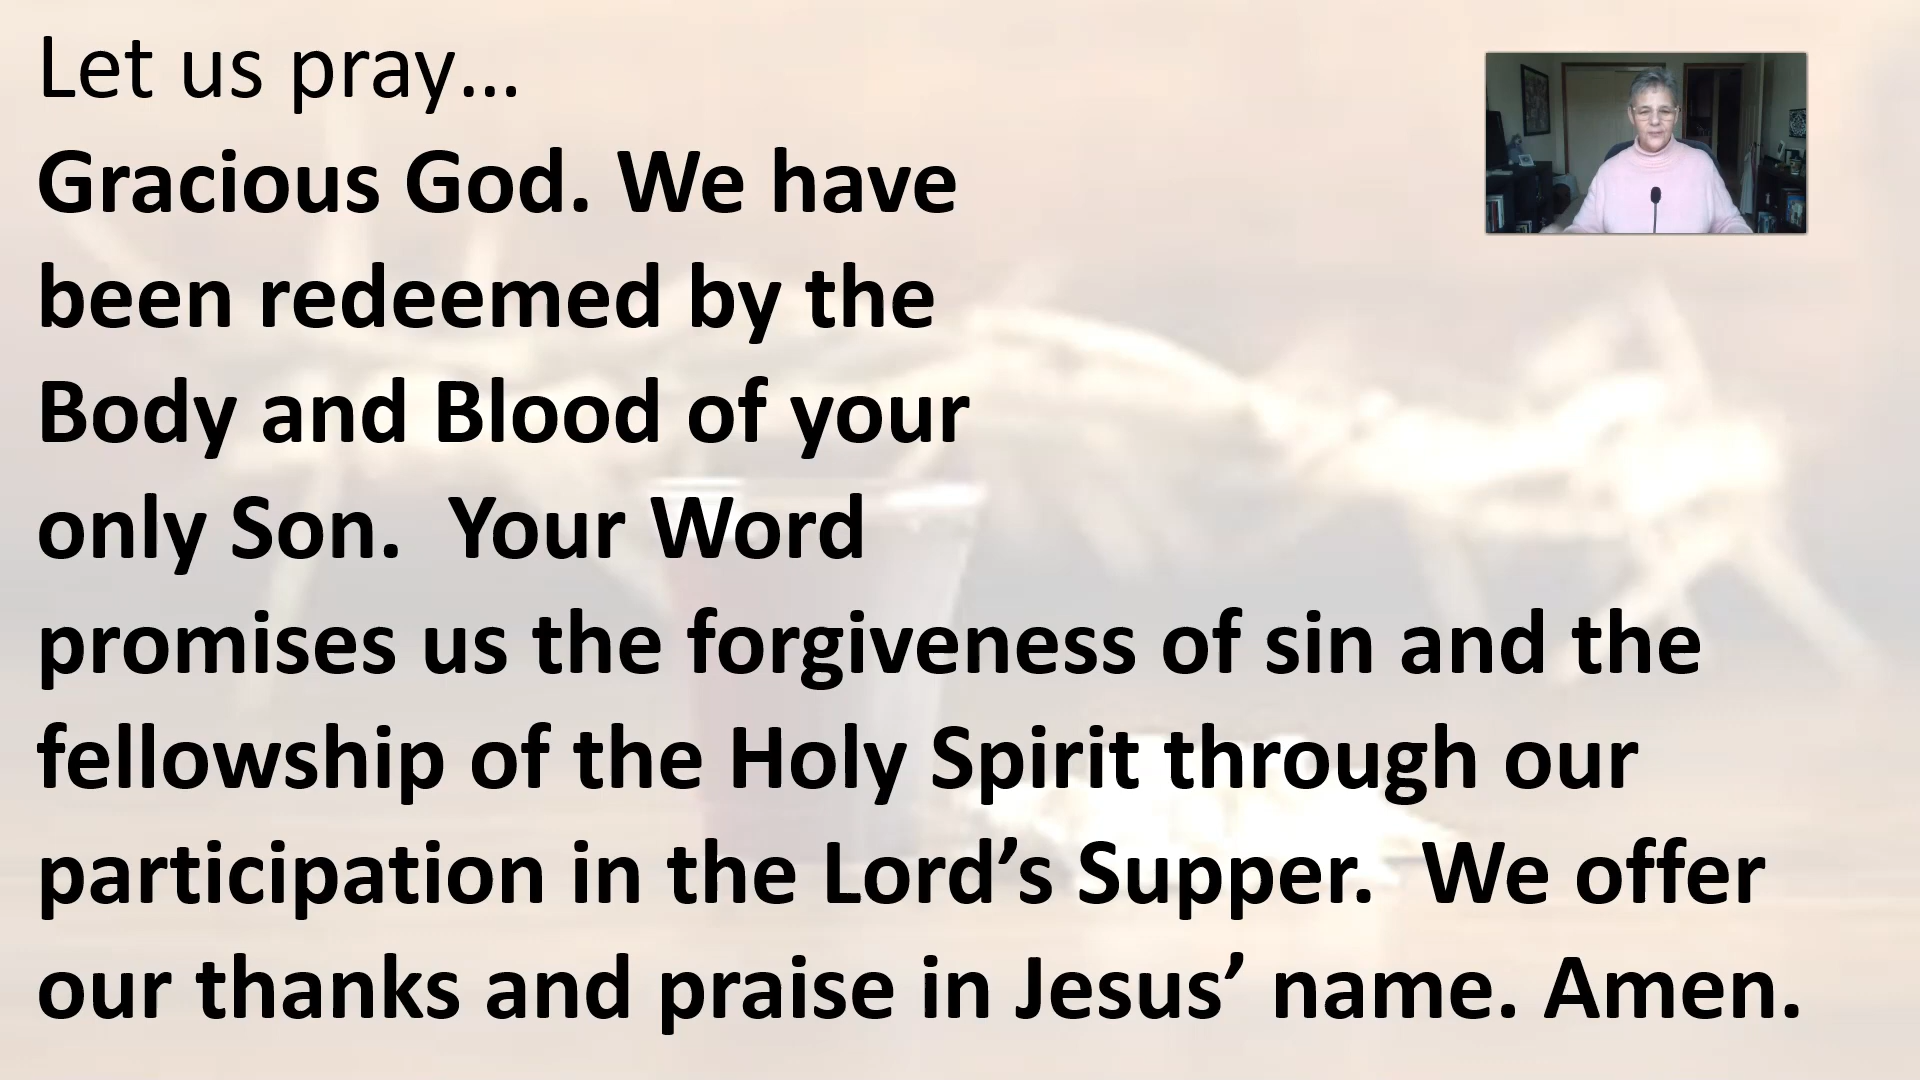 Let us pray…
Gracious God. We have
been redeemed by the
Body and Blood of your
only Son.  Your Word
promises us the forgiveness of sin and the
fellowship of the Holy Spirit through our
participation in the Lord’s Supper.  We offer
our thanks and praise in Jesus’ name. Amen.